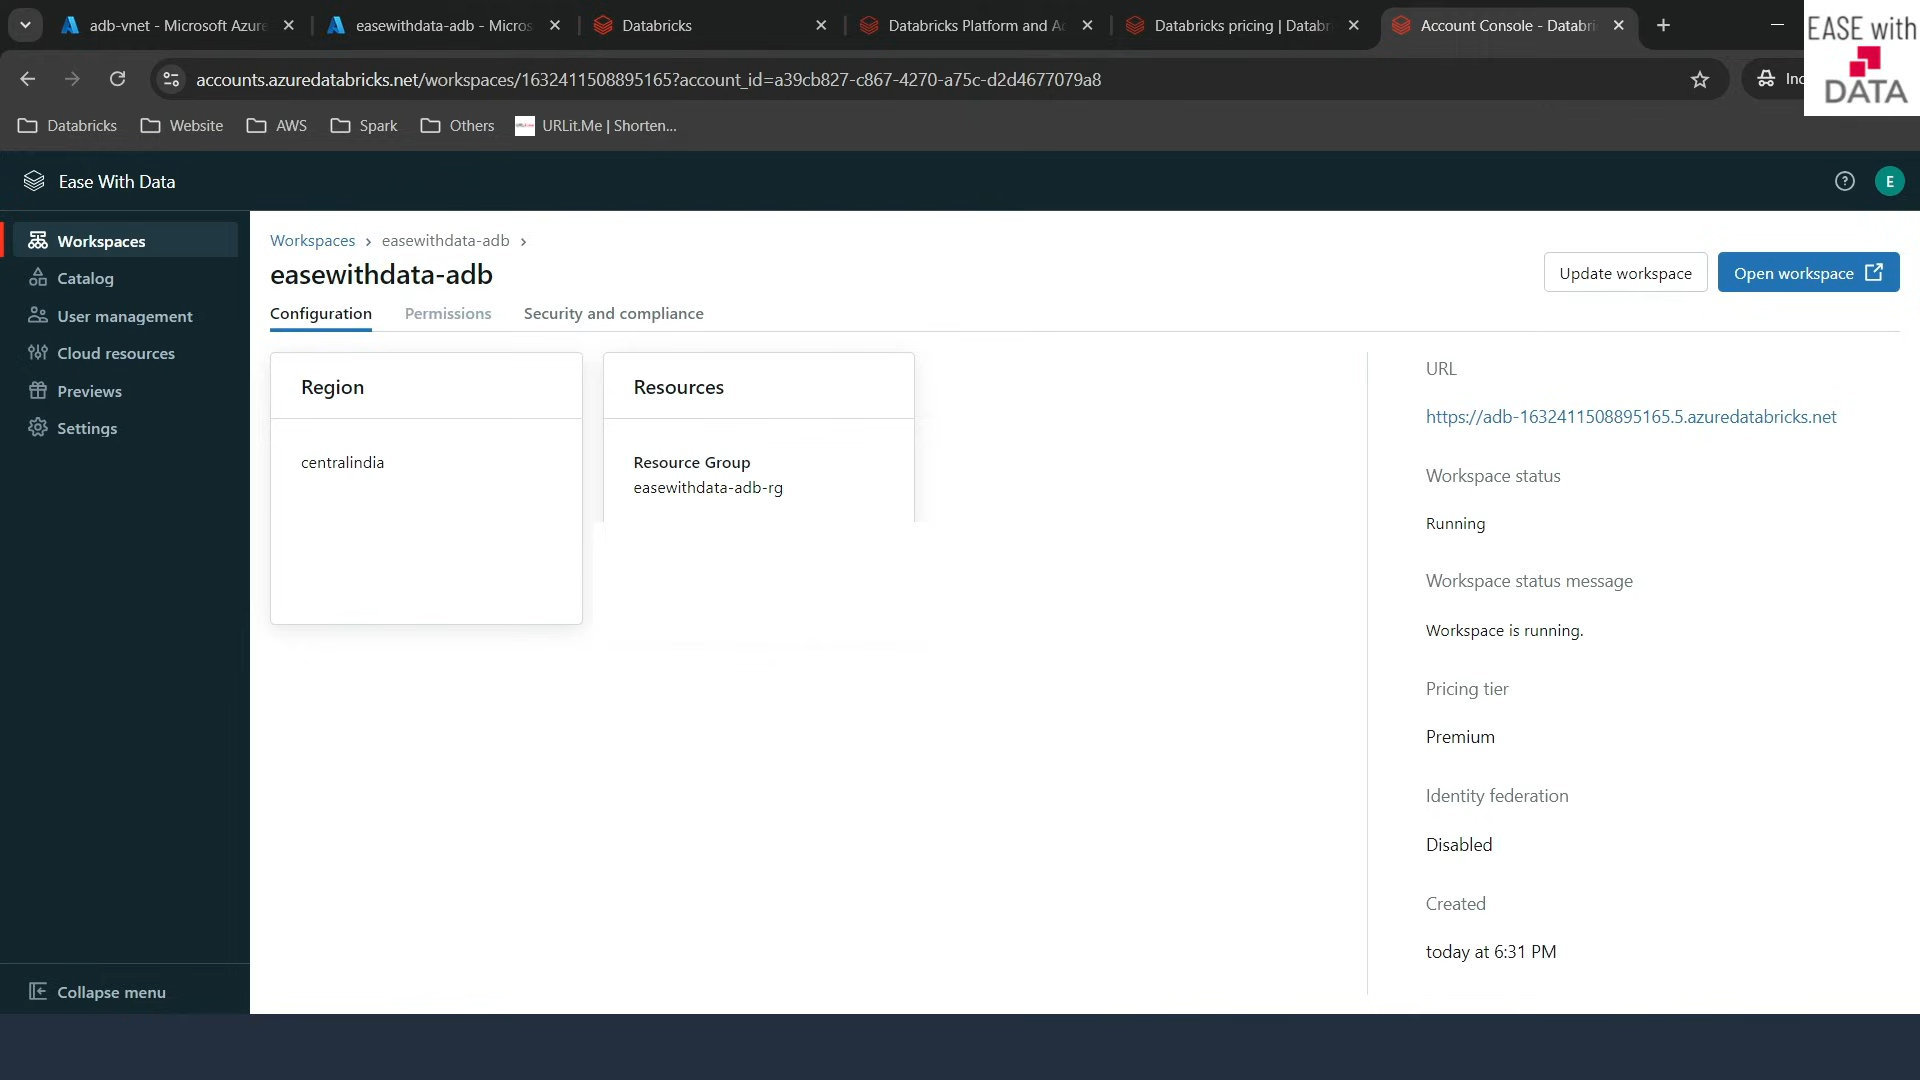 adb-vnet - Microsoft Azure
easewithdata-adb - Micros
Databricks
Databricks Platform and Ad
Databricks pricing | Databr
Account Console - Databri
EASE with
DATA
accounts.azuredatabricks.net/workspaces/1632411508895165?account_id=a39cb827-c867-4270-a75c-d2d4677079a8
Databricks
Website
AWS
Spark
Others
URLit.Me | Shorten...
Ease With Data
E
Workspaces
Catalog
User management
Cloud resources
Previews
Settings
Collapse menu
Workspaces › easewithdata-adb ›
easewithdata-adb
Update workspace
Open workspace
Configuration
Permissions
Security and compliance
Region
centralindia
Resources
Resource Group
easewithdata-adb-rg
URL
https://adb-1632411508895165.5.azuredatabricks.net
Workspace status
Running
Workspace status message
Workspace is running.
Pricing tier
Premium
Identity federation
Disabled
Created
today at 6:31 PM